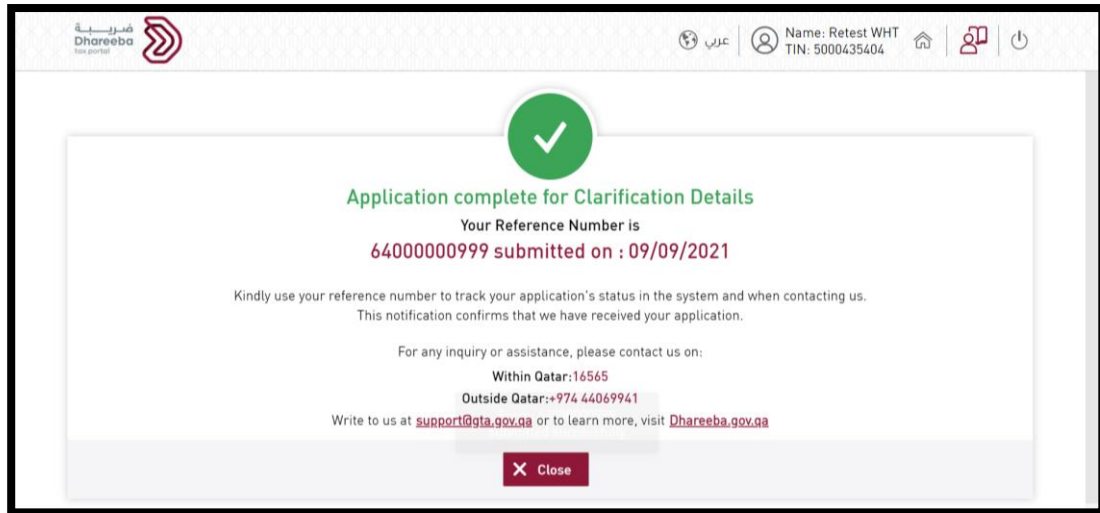 ضريبة
Dhareeba
tax portal
عربي
Name: Retest WHT
TIN: 5000435404
Application complete for Clarification Details
Your Reference Number is
64000000999 submitted on : 09/09/2021
Kindly use your reference number to track your application's status in the system and when contacting us.
This notification confirms that we have received your application.
For any inquiry or assistance, please contact us on:
Within Qatar:16565
Outside Qatar:+974 44069941
Write to us at support@gta.gov.qa or to learn more, visit Dhareeba.gov.qa
X Close